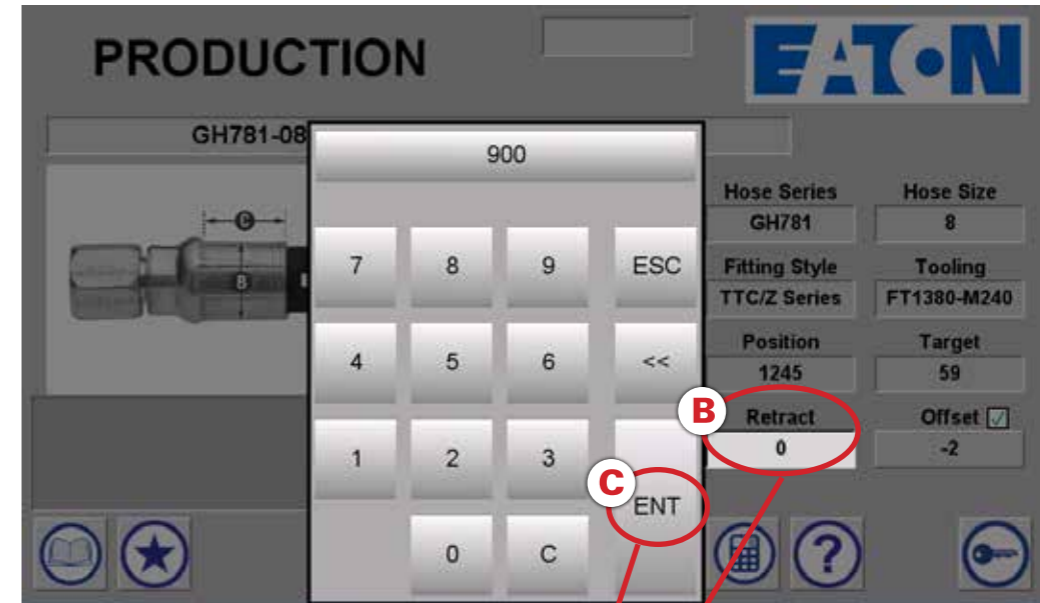 PRODUCTION
EATON
GH781-08
900
7 8 9 ESC
4 5 6 <<
1 2 3
ENT
0 C
C
B
Hose Series Hose Size
GH781 8
Fitting Style Tooling
TTC/Z Series FT1380-M240
Position Target
1245 59
B Retract Offset
0 -2
C
?